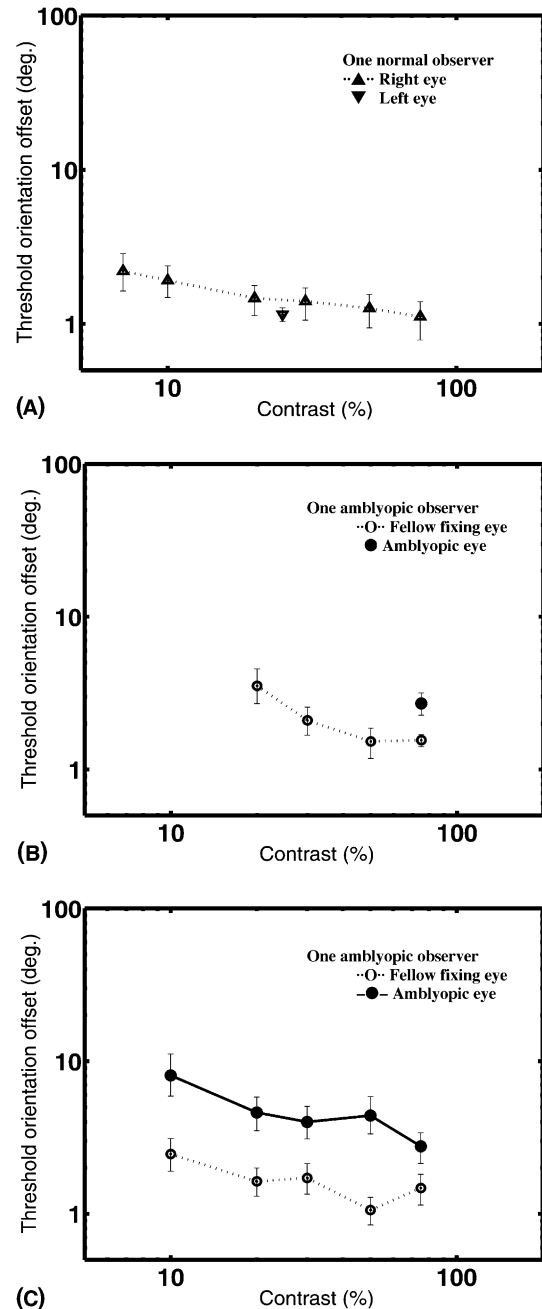 100
10
1
Threshold orientation offset (deg.)
One normal observer
Right eye
Left eye
10
100
Contrast (%)
(A)
100
10
1
Threshold orientation offset (deg.)
One amblyopic observer
Fellow fixing eye
Amblyopic eye
10
100
Contrast (%)
(B)
100
10
1
Threshold orientation offset (deg.)
One amblyopic observer
Fellow fixing eye
Amblyopic eye
10
100
Contrast (%)
(C)